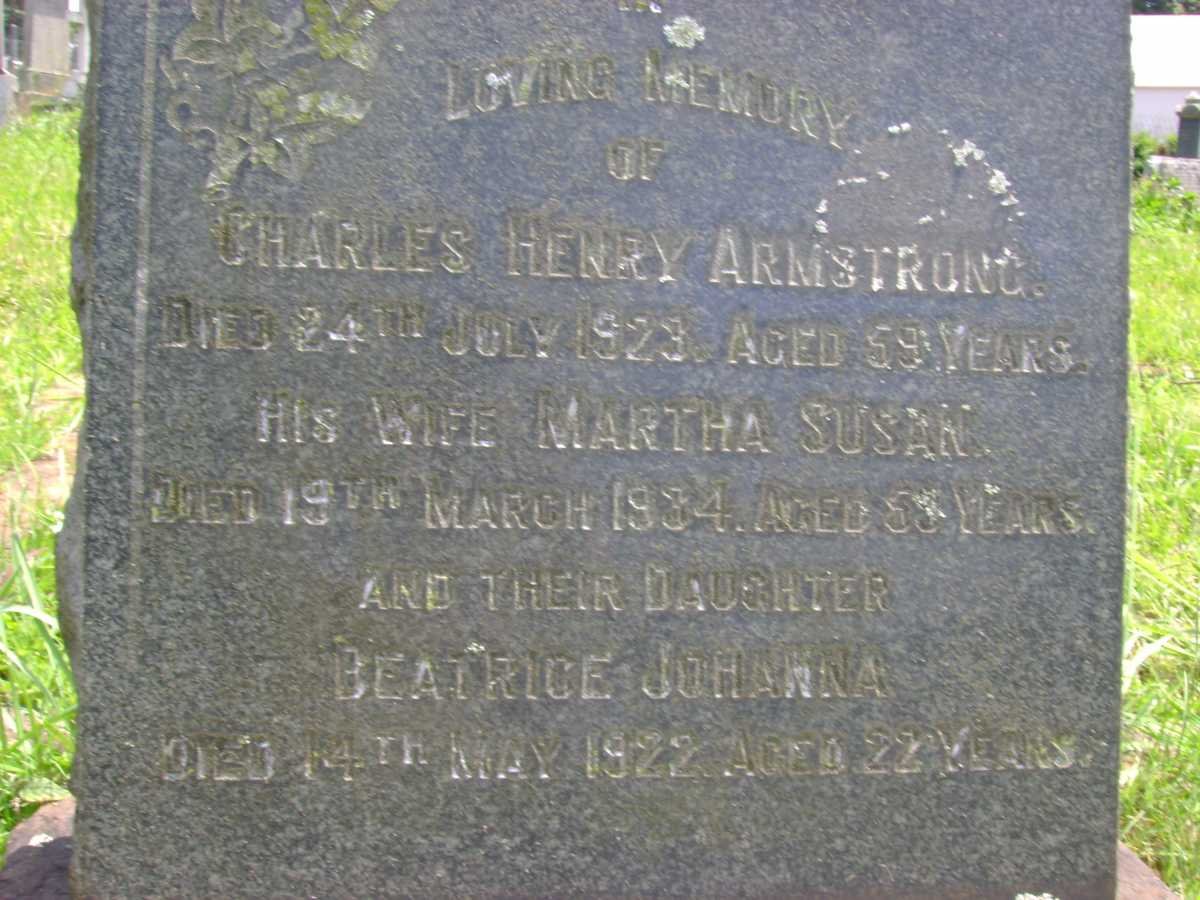 LOVING MEMORY
OF
CHARLES HENRY ARMSTRONG.
DIED 24TH JULY 1923. AGED 59 YEARS.
HIS WIFE MARTHA SUSAN.
DIED 19TH MARCH 1934. AGED YEARS.
AND THEIR DAUGHTER
BEATRICE JOHANNA
DIED 14TH MAY 1922. AGED 22 YEARS.